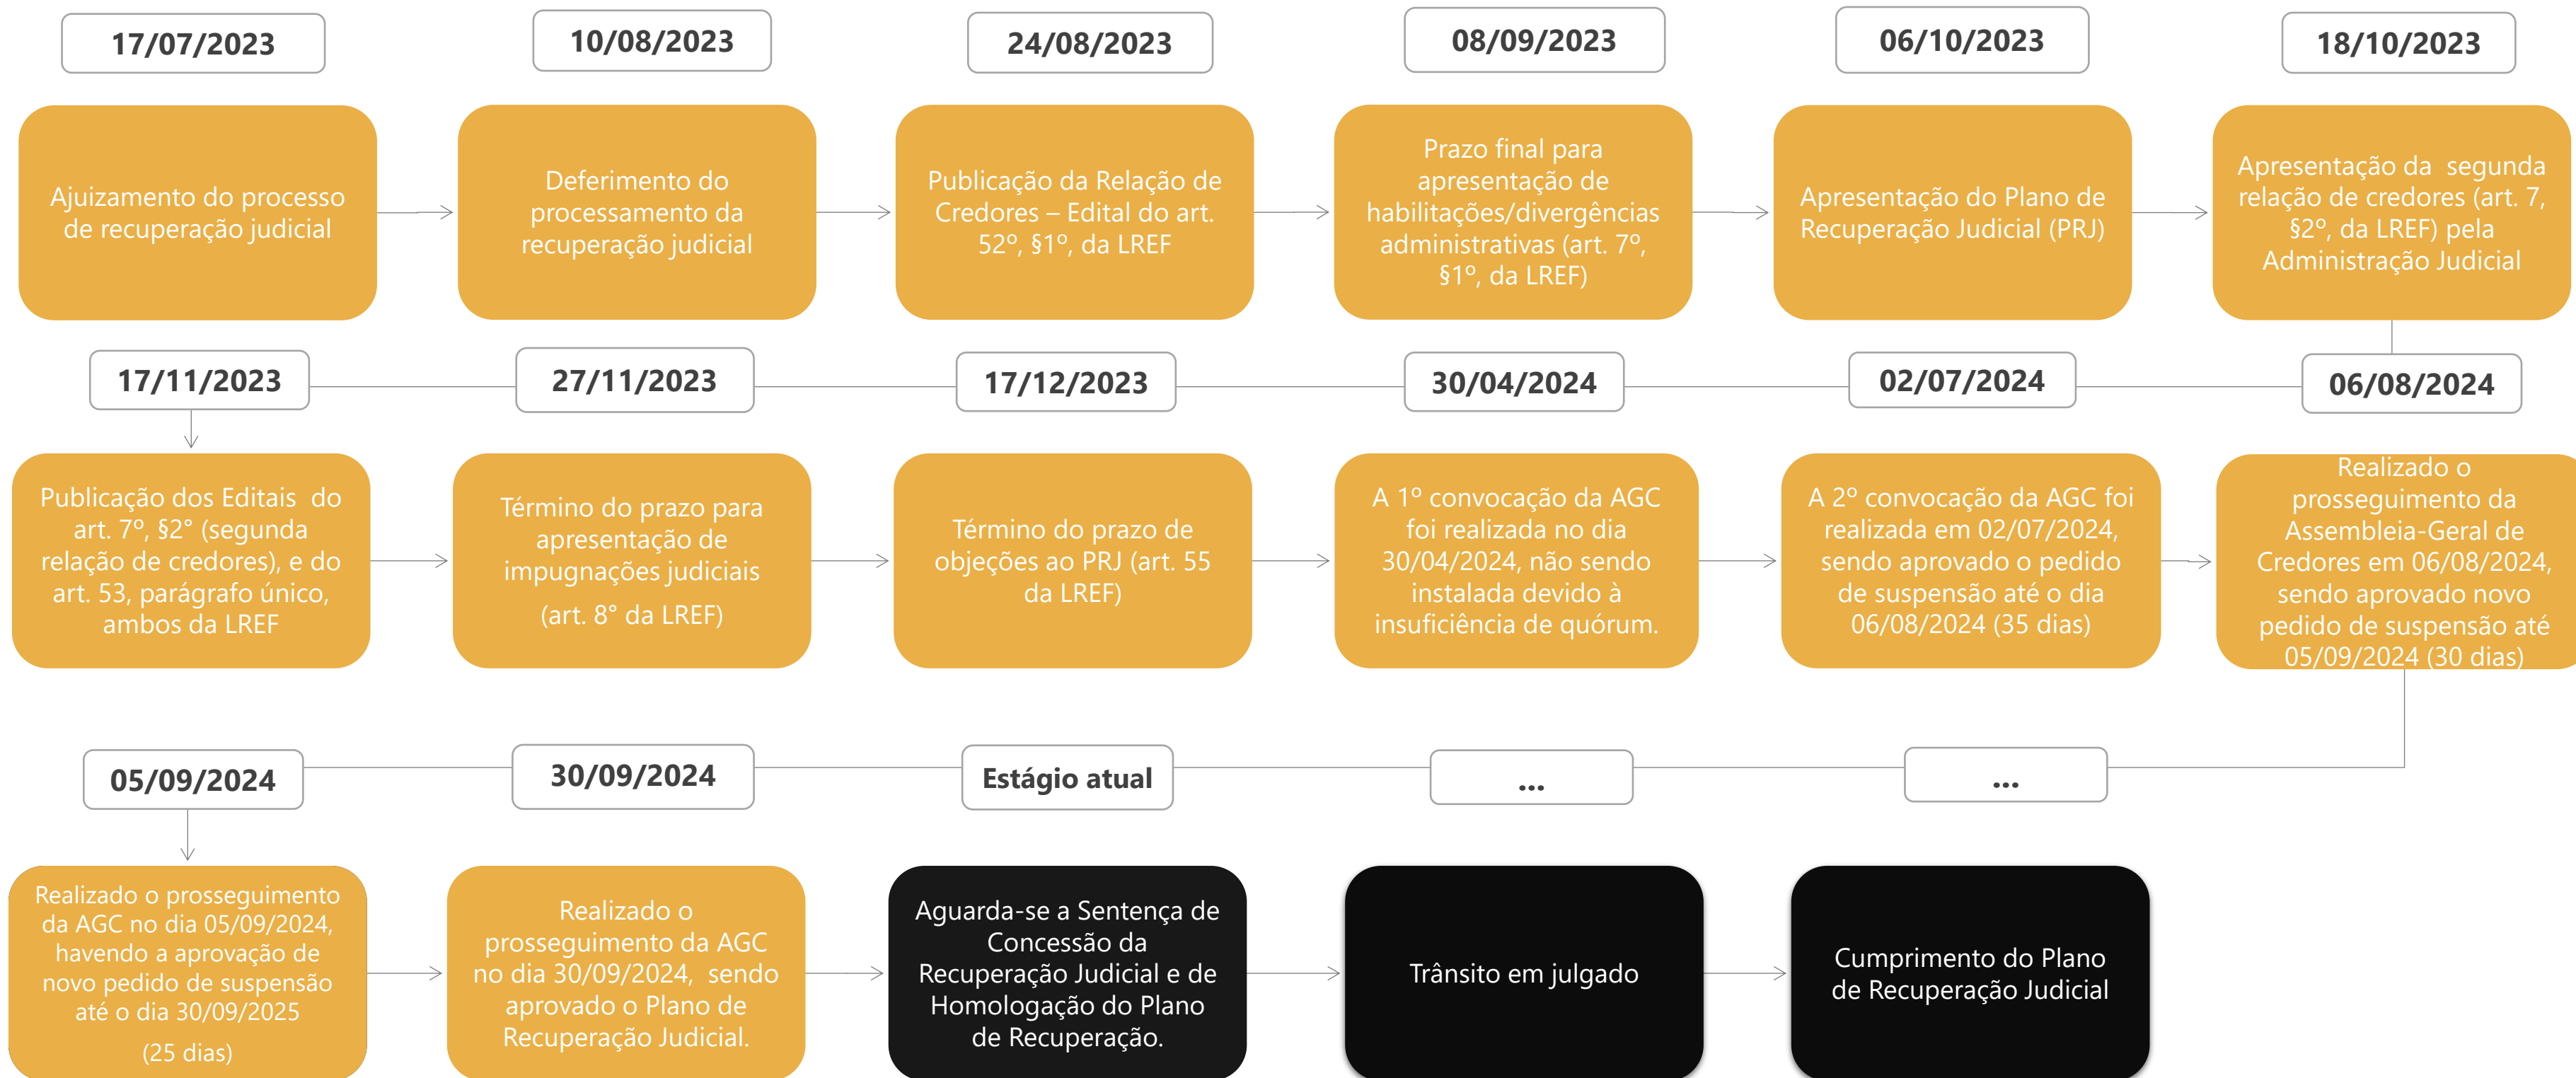 17/07/2023
10/08/2023
24/08/2023
08/09/2023
06/10/2023
18/10/2023
Ajuizamento do processo
de recuperação judicial
Deferimento do
processamento da
recuperação judicial
Publicação da Relação de
Credores – Edital do art.
52º, §1º, da LREF
Prazo final para
apresentação de
habilitações/divergências
administrativas (art. 7º,
§1º, da LREF)
Apresentação do Plano de
Recuperação Judicial (PRJ)
Apresentação da segunda
relação de credores (art. 7,
§2º, da LREF) pela
Administração Judicial
17/11/2023
27/11/2023
17/12/2023
30/04/2024
02/07/2024
06/08/2024
Publicação dos Editais do
art. 7º, §2° (segunda
relação de credores), e do
art. 53, parágrafo único,
ambos da LREF
Término do prazo para
apresentação de
impugnações judiciais
(art. 8° da LREF)
Término do prazo de
objeções ao PRJ (art. 55
da LREF)
A 1º convocação da AGC
foi realizada no dia
30/04/2024, não sendo
instalada devido à
insuficiência de quórum.
A 2º convocação da AGC foi
realizada em 02/07/2024,
sendo aprovado o pedido
de suspensão até o dia
06/08/2024 (35 dias)
Realizado o
prosseguimento da
Assembleia-Geral de
Credores em 06/08/2024,
sendo aprovado novo
pedido de suspensão até
05/09/2024 (30 dias)
05/09/2024
30/09/2024
Estágio atual
...
...
Realizado o prosseguimento
da AGC no dia 05/09/2024,
havendo a aprovação de
novo pedido de suspensão
até o dia 30/09/2025
(25 dias)
Realizado o
prosseguimento da AGC
no dia 30/09/2024, sendo
aprovado o Plano de
Recuperação Judicial.
Aguarda-se a Sentença de
Concessão da
Recuperação Judicial e de
Homologação do Plano
de Recuperação.
Trânsito em julgado
Cumprimento do Plano
de Recuperação Judicial